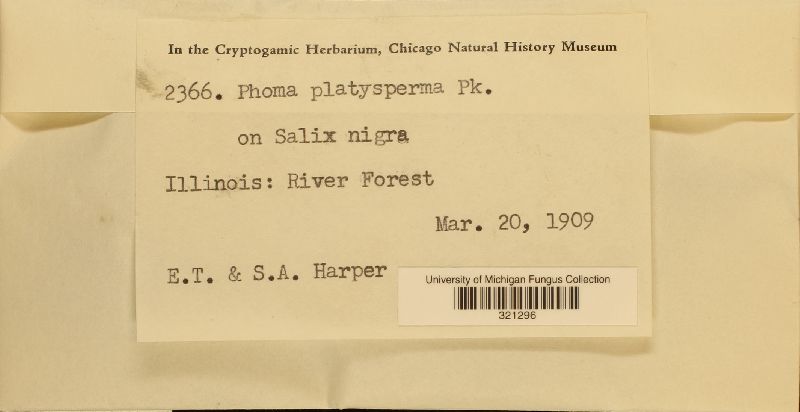 In the Cryptogamic Herbarium, Chicago Natural History Museum
2366. Phoma platysperma Pk.
on Salix nigra
Illinois: River Forest
Mar. 20, 1909
E.T. & S.A. Harper
University of Michigan Fungus Collection
321296